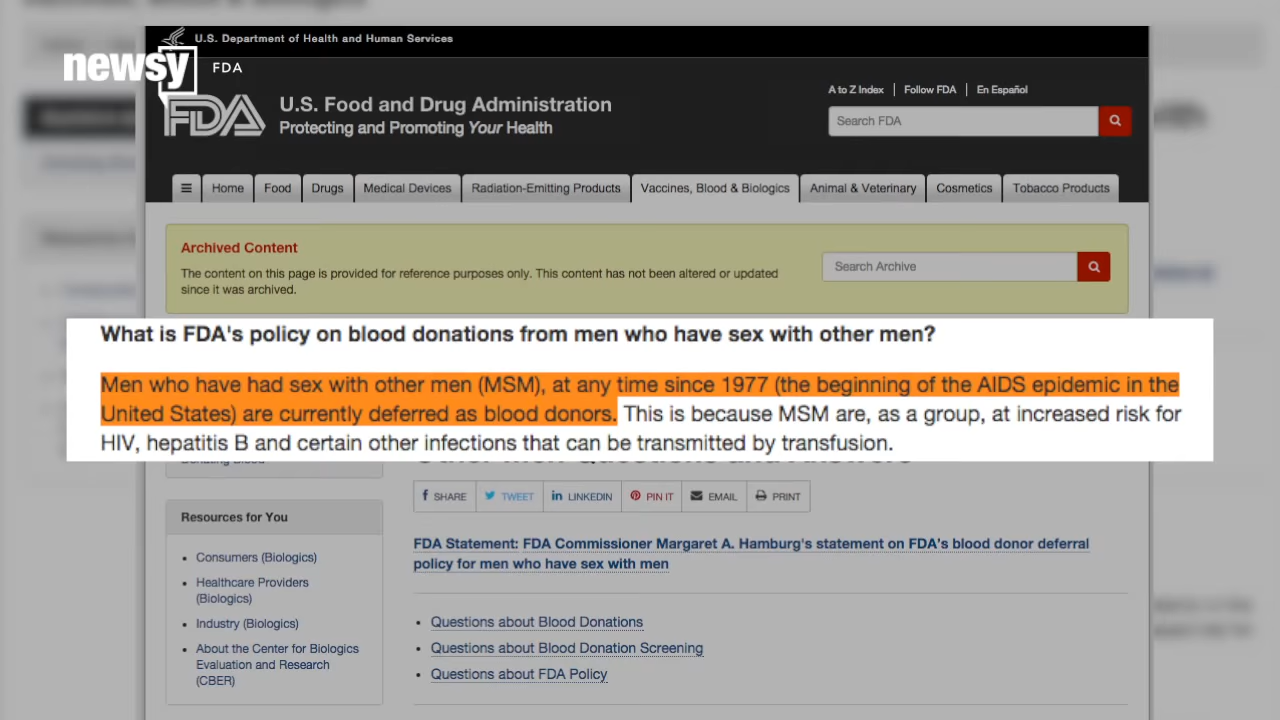 U.S. Department of Health and Human Services
newsy
FDA
FDA
U.S. Food and Drug Administration
Protecting and Promoting Your Health
A to Z Index
Follow FDA
En Español
Search FDA
Home
Food
Drugs
Medical Devices
Radiation-Emitting Products
Vaccines, Blood & Biologics
Animal & Veterinary
Cosmetics
Tobacco Products
Archived Content
The content on this page is provided for reference purposes only. This content has not been altered or updated
since it was archived.
Search Archive
What is FDA's policy on blood donations from men who have sex with other men?
Men who have had sex with other men (MSM), at any time since 1977 (the beginning of the AIDS epidemic in the
United States) are currently deferred as blood donors. This is because MSM are, as a group, at increased risk for
HIV, hepatitis B and certain other infections that can be transmitted by transfusion.
Donating Blood
Other Men Questions and Answers
SHARE
TWEET
LINKEDIN
PIN IT
EMAIL
PRINT
Resources for You
Consumers (Biologics)
Healthcare Providers
(Biologics)
Industry (Biologics)
About the Center for Biologics
Evaluation and Research
(CBER)
FDA Statement: FDA Commissioner Margaret A. Hamburg's statement on FDA's blood donor deferral
policy for men who have sex with men
Questions about Blood Donations
Questions about Blood Donation Screening
Questions about FDA Policy